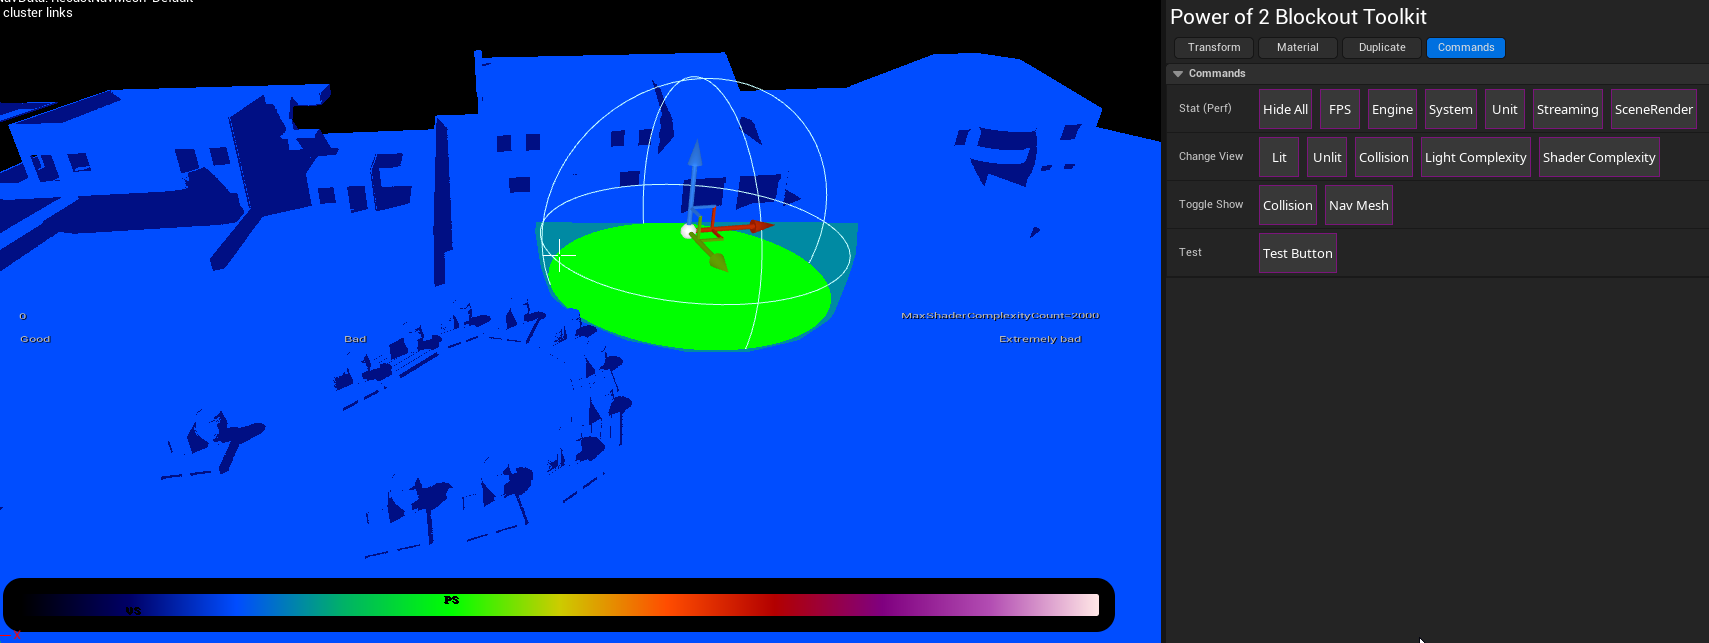 cluster links
Power of 2 Blockout Toolkit
Transform Material Duplicate Commands
Commands
Stat (Perf) Hide All FPS Engine System Unit Streaming SceneRender
Change View Lit Unlit Collision Light Complexity Shader Complexity
Toggle Show Collision Nav Mesh
Test Test Button
0 MaxShaderComplexityCount=2000
Good Bad Extremely bad
PS
VS
X